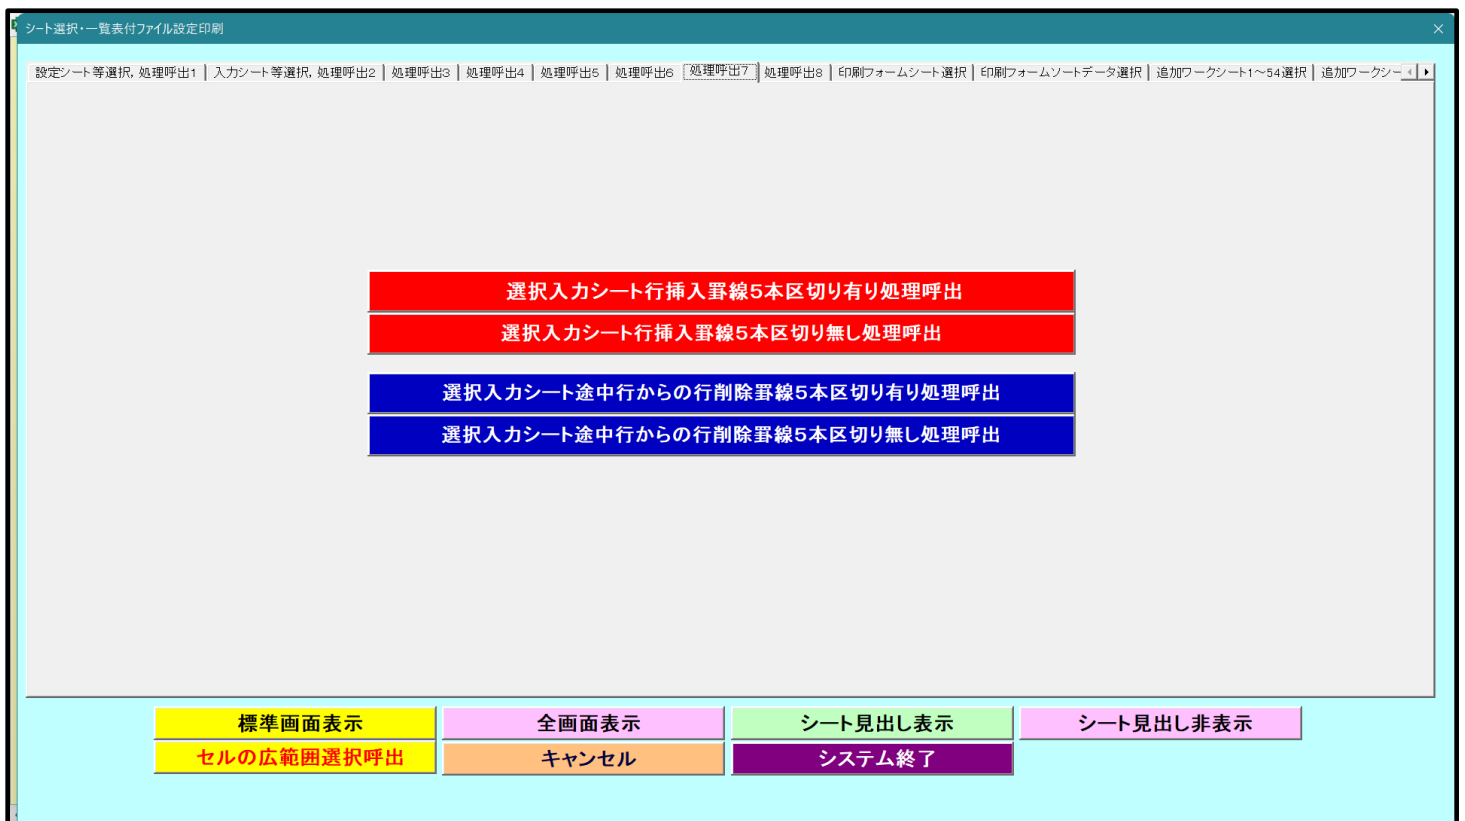 シート選択・一覧表付ファイル設定印刷
設定シート等選択, 処理呼出1 入力シート等選択, 処理呼出2 処理呼出3 処理呼出4 処理呼出5 処理呼出6 処理呼出7 処理呼出8 印刷フォームシート選択 印刷フォームソートデータ選択 追加ワークシート1～54選択 追加ワークシー
選択入力シート行挿入罫線5本区切り有り処理呼出
選択入力シート行挿入罫線5本区切り無し処理呼出
選択入力シート途中行からの行削除罫線5本区切り有り処理呼出
選択入力シート途中行からの行削除罫線5本区切り無し処理呼出
標準画面表示 全画面表示 シート見出し表示 シート見出し非表示
セルの広範囲選択呼出 キャンセル システム終了